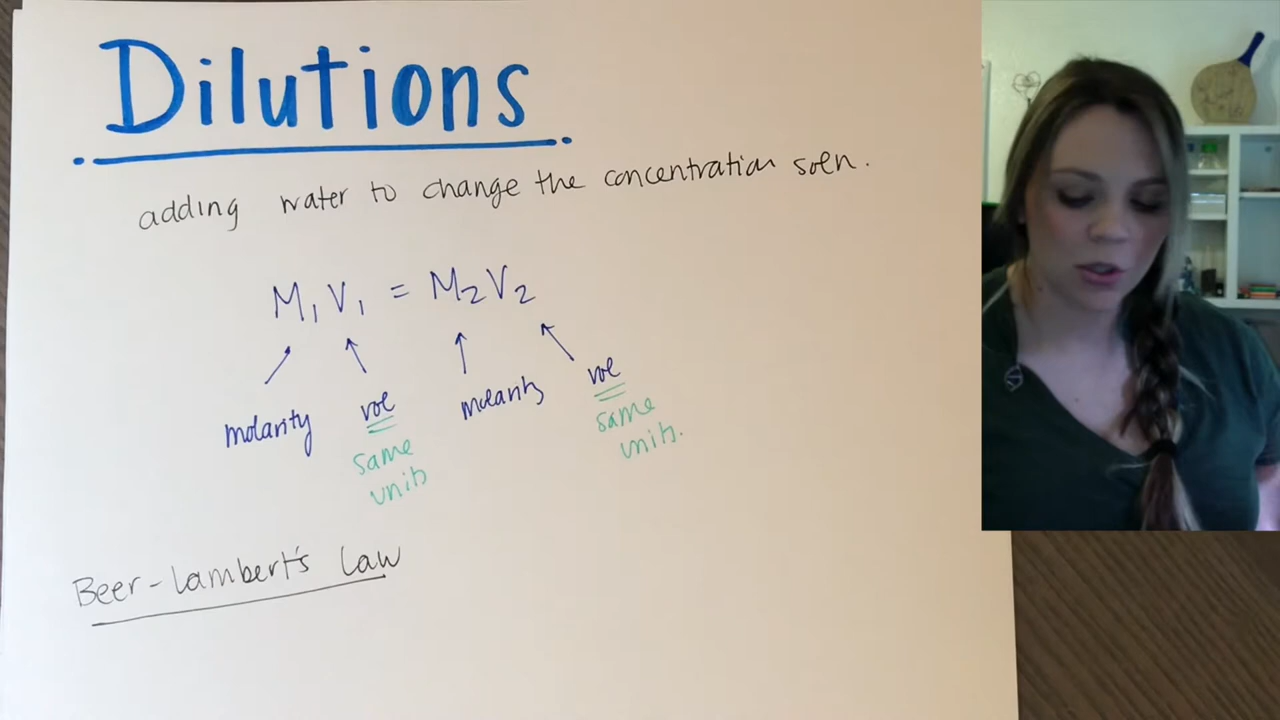 Dilutions
adding water to change the concentration soln.
M₁V₁ = M₂V₂
molarity vol molarity vol
same units same units.
Beer-Lambert's Law